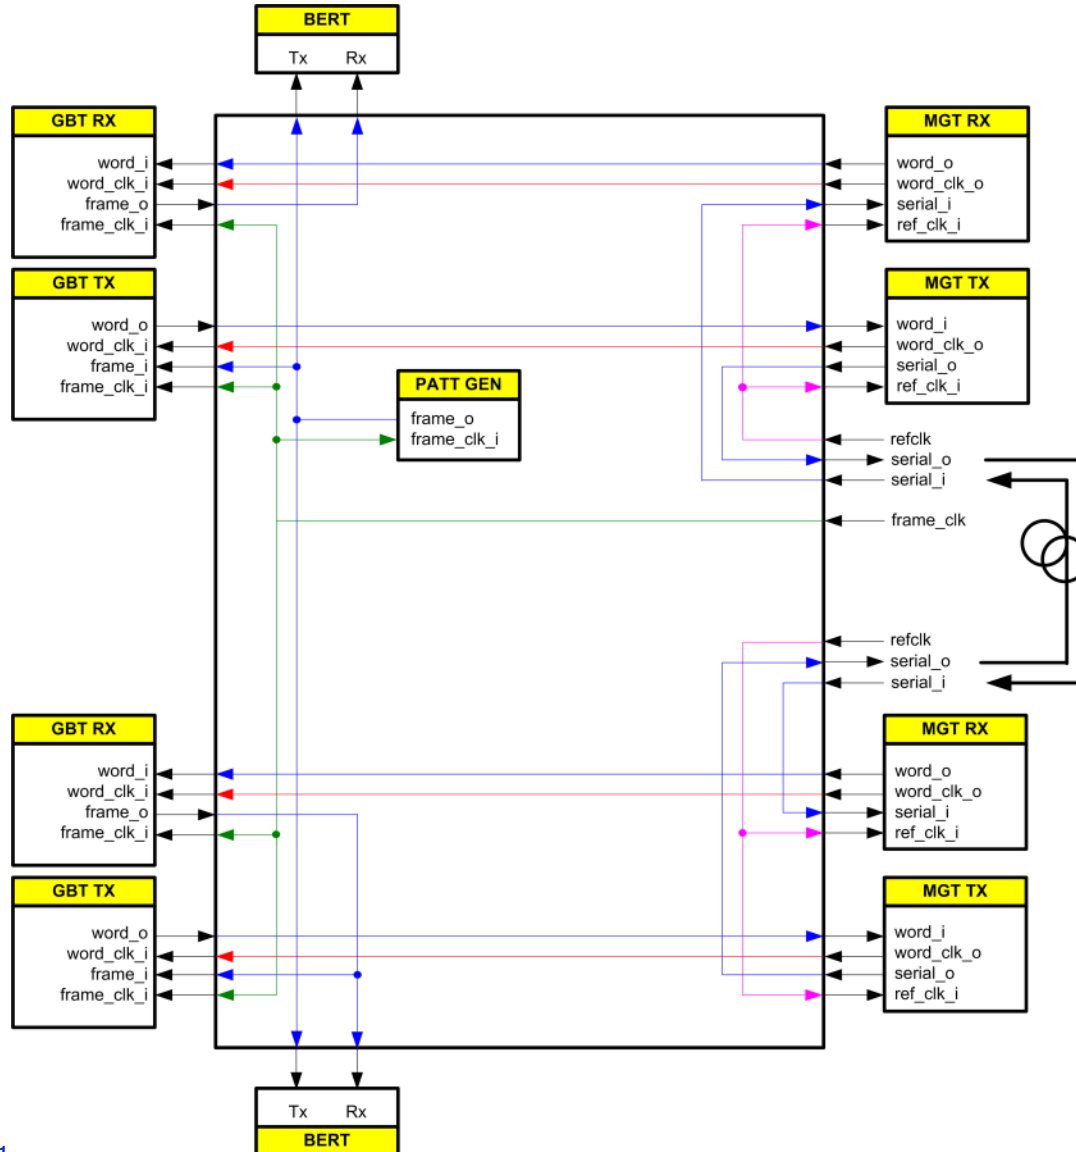 BERT
Tx Rx
GBT RX
word_i
word_clk_i
frame_o
frame_clk_i
MGT RX
word_o
word_clk_o
serial_i
ref_clk_i
GBT TX
word_o
word_clk_i
frame_i
frame_clk_i
MGT TX
word_i
word_clk_o
serial_o
ref_clk_i
PATT GEN
frame_o
frame_clk_i
refclk
serial_o
serial_i
frame_clk
refclk
serial_o
serial_i
GBT RX
word_i
word_clk_i
frame_o
frame_clk_i
MGT RX
word_o
word_clk_o
serial_i
ref_clk_i
GBT TX
word_o
word_clk_i
frame_i
frame_clk_i
MGT TX
word_i
word_clk_o
serial_o
ref_clk_i
Tx Rx
BERT